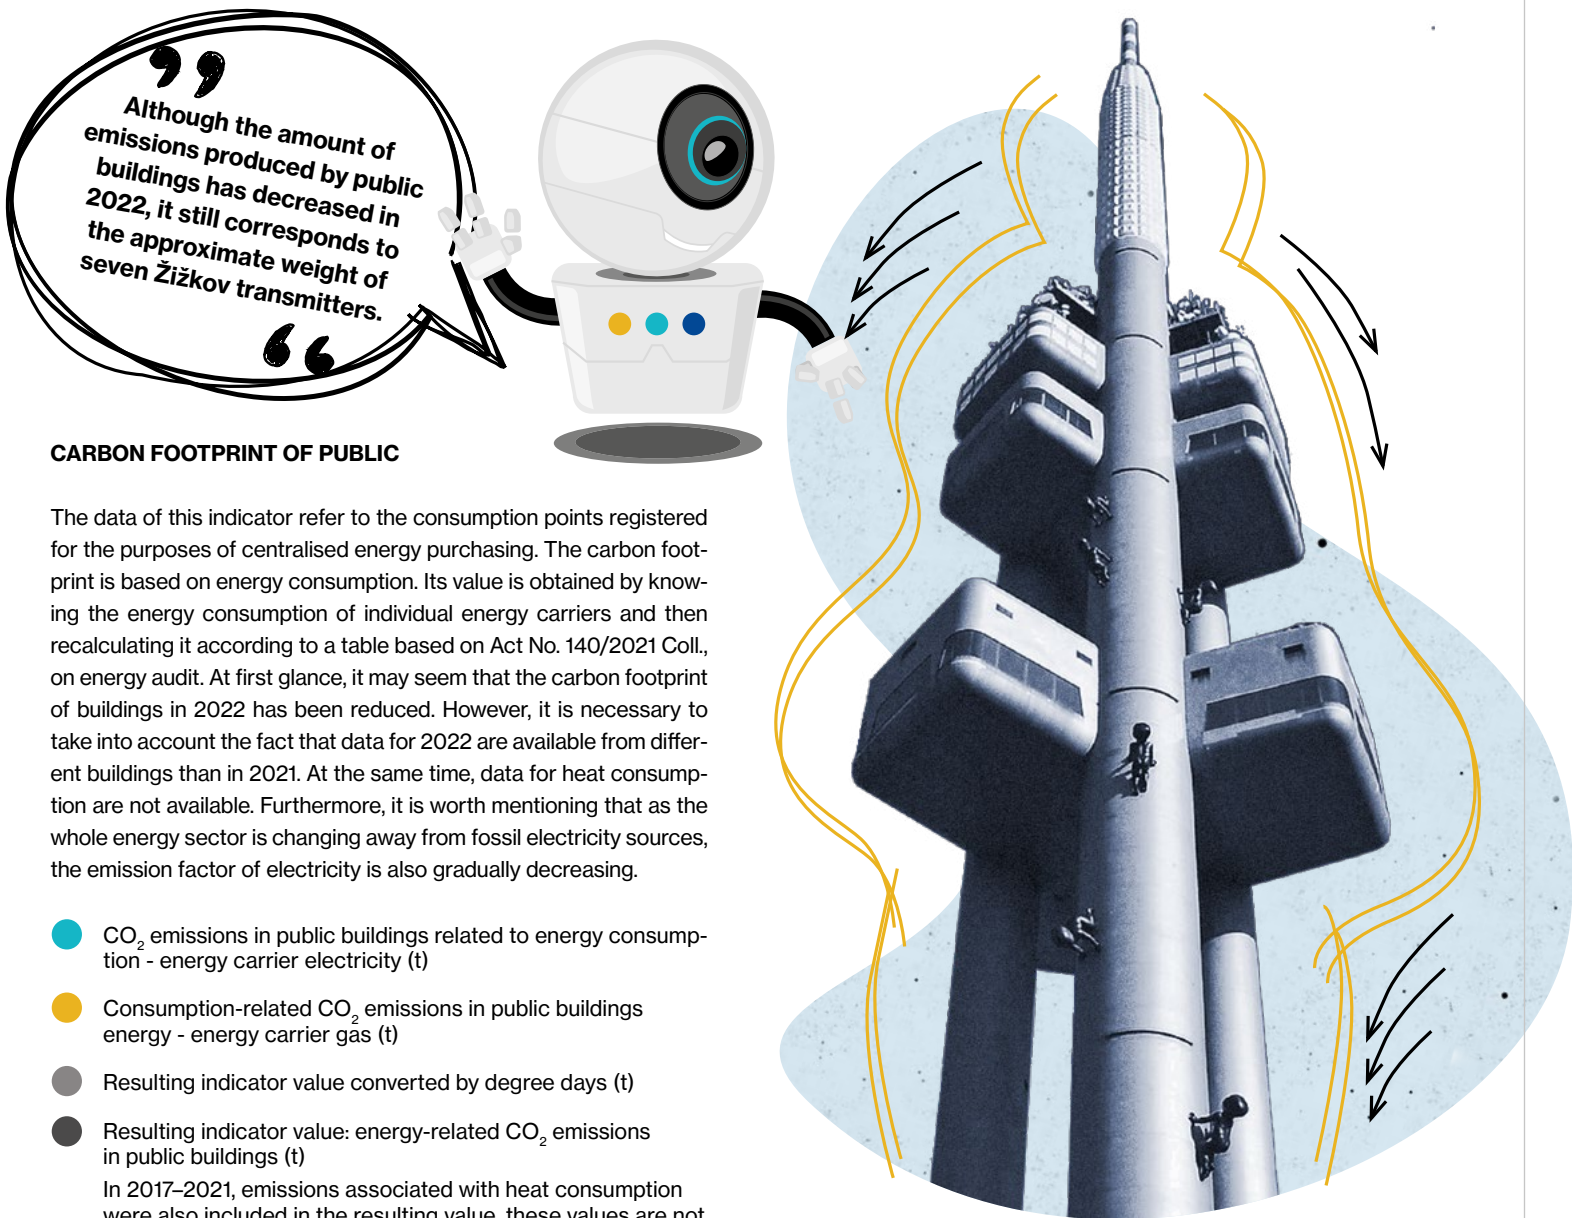 Although the amount of
emissions produced by public
buildings has decreased in
2022, it still corresponds to
the approximate weight of
seven Žižkov transmitters.
CARBON FOOTPRINT OF PUBLIC
The data of this indicator refer to the consumption points registered
for the purposes of centralised energy purchasing. The carbon foot-
print is based on energy consumption. Its value is obtained by know-
ing the energy consumption of individual energy carriers and then
recalculating it according to a table based on Act No. 140/2021 Coll.,
on energy audit. At first glance, it may seem that the carbon footprint
of buildings in 2022 has been reduced. However, it is necessary to
take into account the fact that data for 2022 are available from differ-
ent buildings than in 2021. At the same time, data for heat consump-
tion are not available. Furthermore, it is worth mentioning that as the
whole energy sector is changing away from fossil electricity sources,
the emission factor of electricity is also gradually decreasing.
CO₂ emissions in public buildings related to energy consump-
tion - energy carrier electricity (t)
Consumption-related CO₂ emissions in public buildings
energy - energy carrier gas (t)
Resulting indicator value converted by degree days (t)
Resulting indicator value: energy-related CO₂ emissions
in public buildings (t)
In 2017–2021, emissions associated with heat consumption
were also included in the resulting value, these values are not